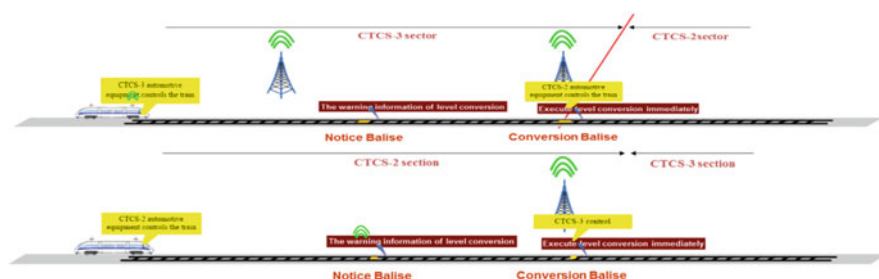 CTCS-3 sector
CTCS-2sector
CTCS-3 automotive
equipment controls the train
CTCS-2 automotive
equipment controls the train
The warning information of level conversion
Execute level conversion immediately
Notice Balise
Conversion Balise
CTCS-2 section
CTCS-3 section
CTCS-2 automotive
equipment controls the train
CTCS-3 control
The warning information of level conversion
Execute level conversion immediately
Notice Balise
Conversion Balise